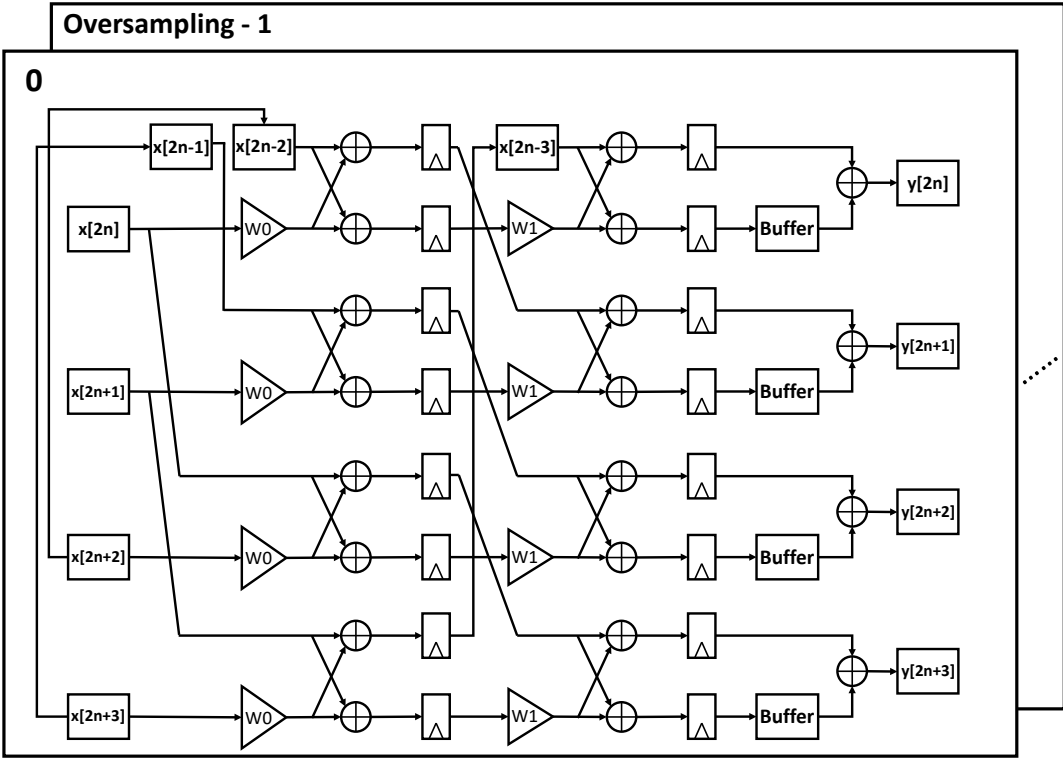 Oversampling - 1
0
x[2n-1] x[2n-2] x[2n-3]
y[2n]
x[2n] W0 W1 Buffer
y[2n+1]
x[2n+1] W0 W1 Buffer
y[2n+2]
x[2n+2] W0 W1 Buffer
y[2n+3]
x[2n+3] W0 W1 Buffer